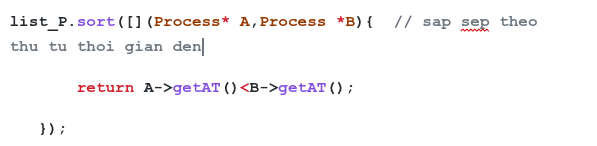 list_P.sort([](Process* A,Process *B){  // sap sep theo
thu tu thoi gian den
return A->getAT()<B->getAT();
});